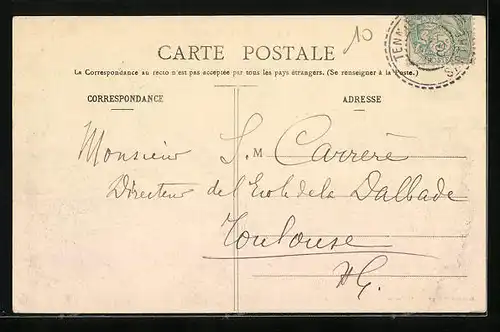 10
CARTE POSTALE
La Correspondance au recto n'est pas acceptée par tous les pays étrangers. (Se renseigner à la Poste.)
CORRESPONDANCE ADRESSE
Monsieur S. M Carrère
Directeur de l'Ecole de la Dalbade
Toulouse
H G.